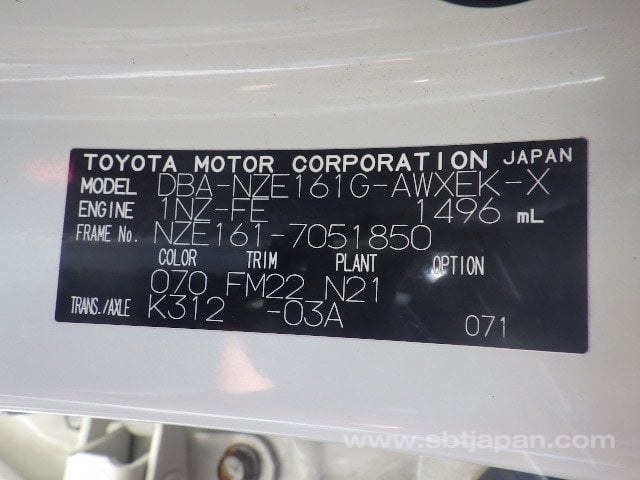 TOYOTA MOTOR CORPORATION JAPAN
MODEL DBA-NZE161G-AWXEK-X
ENGINE 1NZ-FE 1496 mL
FRAME No. NZE161-7051850
COLOR TRIM PLANT OPTION
070 FM22 N21
TRANS./AXLE K312 -03A 071
www.sbtjapan.com